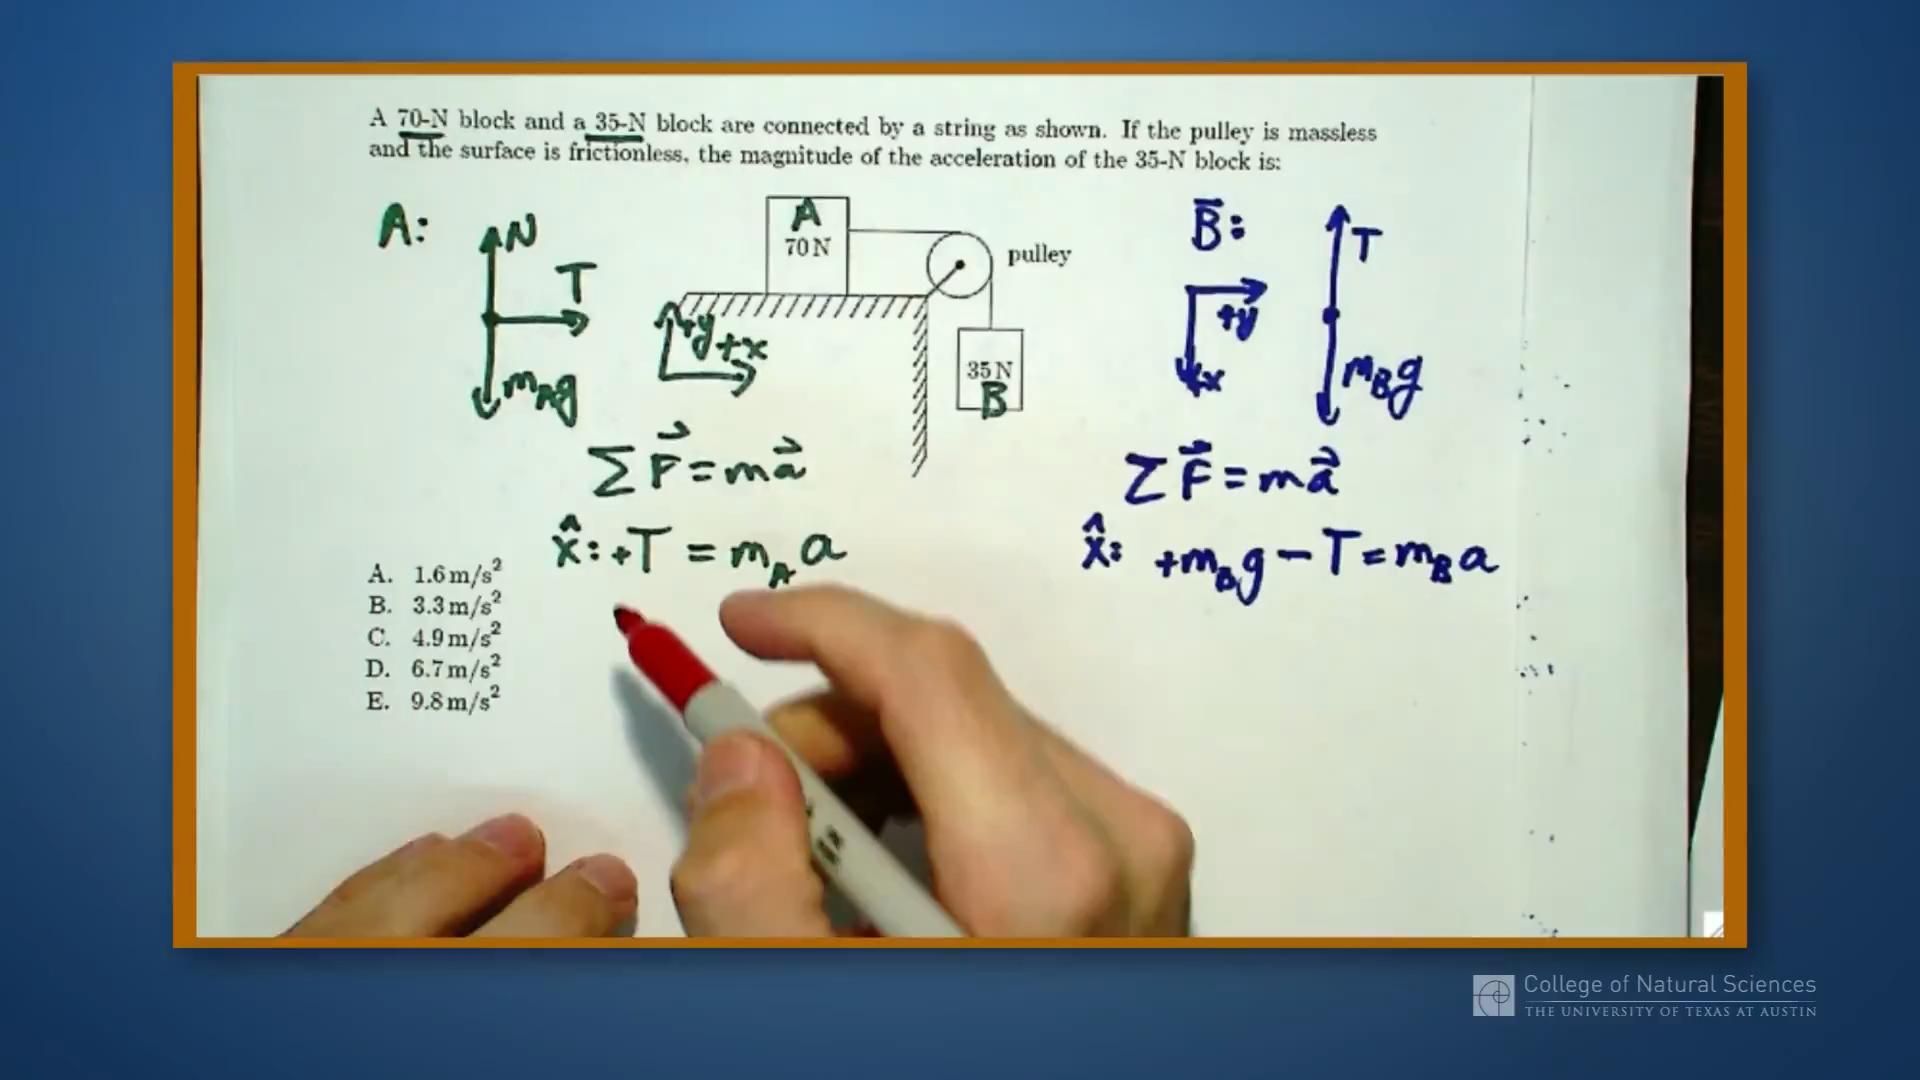 A 70-N block and a 35-N block are connected by a string as shown. If the pulley is massless
and the surface is frictionless, the magnitude of the acceleration of the 35-N block is:
A:
N
T
m_A g
A
70 N
pulley
+y
+x
35 N
B
B:
T
+y
+x
m_B g
ΣF⃗ = ma⃗
x̂: +T = m_A a
ΣF⃗ = ma⃗
x̂: +m_B g − T = m_B a
A. 1.6 m/s²
B. 3.3 m/s²
C. 4.9 m/s²
D. 6.7 m/s²
E. 9.8 m/s²
College of Natural Sciences
THE UNIVERSITY OF TEXAS AT AUSTIN